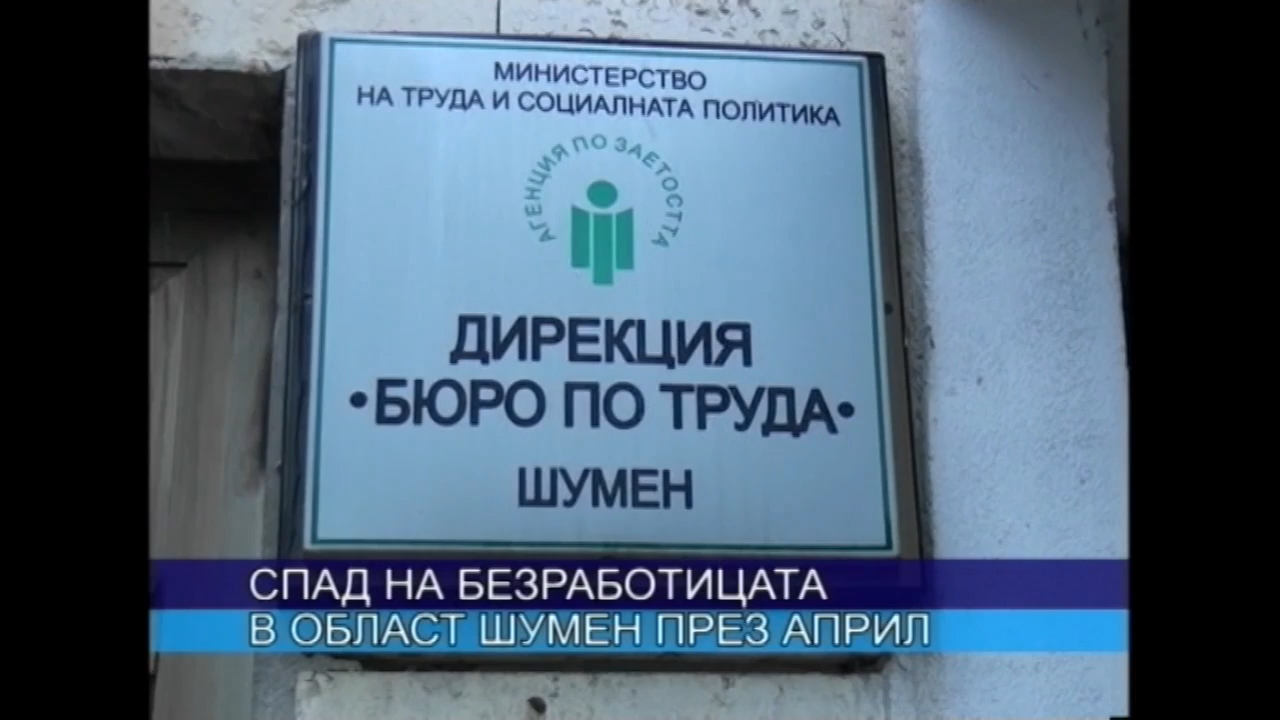 МИНИСТЕРСТВО
НА ТРУДА И СОЦИАЛНАТА ПОЛИТИКА
АГЕНЦИЯ ПО ЗАЕТОСТТА
ДИРЕКЦИЯ
•БЮРО ПО ТРУДА•
ШУМЕН
СПАД НА БЕЗРАБОТИЦАТА
В ОБЛАСТ ШУМЕН ПРЕЗ АПРИЛ